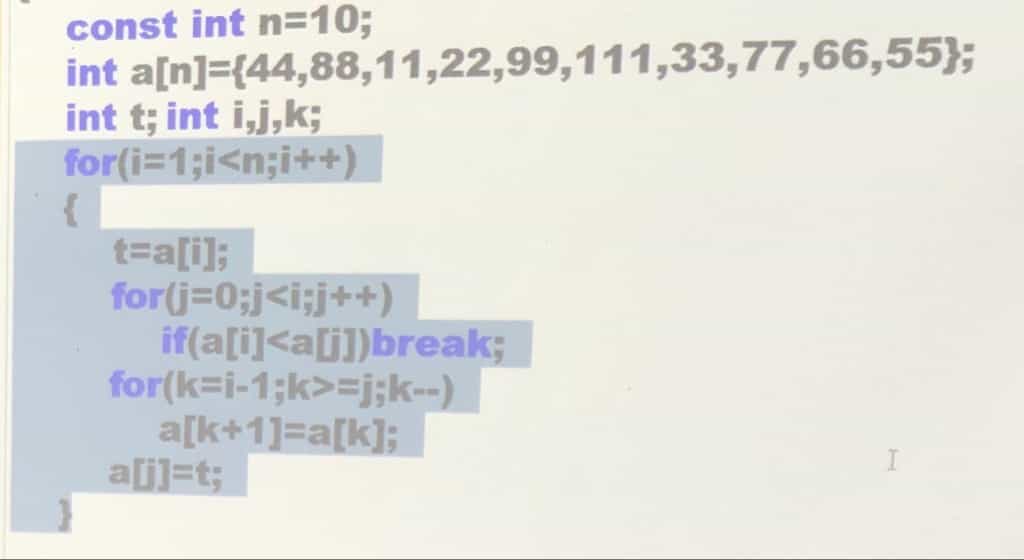 const int n=10;
int a[n]={44,88,11,22,99,111,33,77,66,55};
int t; int i,j,k;
for(i=1;i<n;i++)
{
t=a[i];
for(j=0;j<i;j++)
if(a[i]<a[j])break;
for(k=i-1;k>=j;k--)
a[k+1]=a[k];
a[j]=t;
}